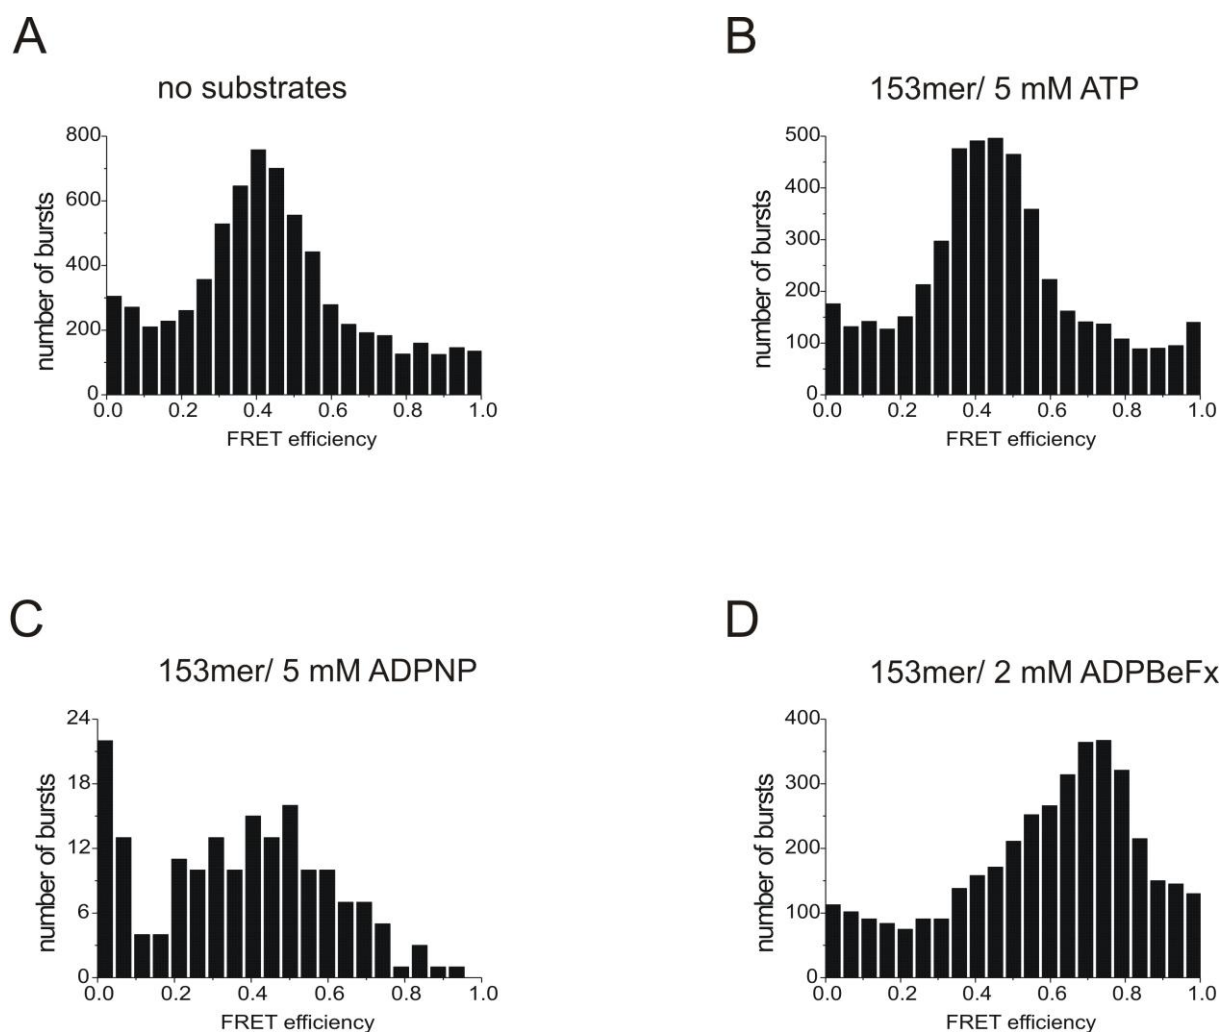 A
no substrates
800
600
400
200
0
0.0 0.2 0.4 0.6 0.8 1.0
number of bursts
FRET efficiency
B
153mer/ 5 mM ATP
500
400
300
200
100
0
0.0 0.2 0.4 0.6 0.8 1.0
number of bursts
FRET efficiency
C
153mer/ 5 mM ADPNP
24
18
12
6
0
0.0 0.2 0.4 0.6 0.8 1.0
number of bursts
FRET efficiency
D
153mer/ 2 mM ADPBeFx
400
300
200
100
0
0.0 0.2 0.4 0.6 0.8 1.0
number of bursts
FRET efficiency